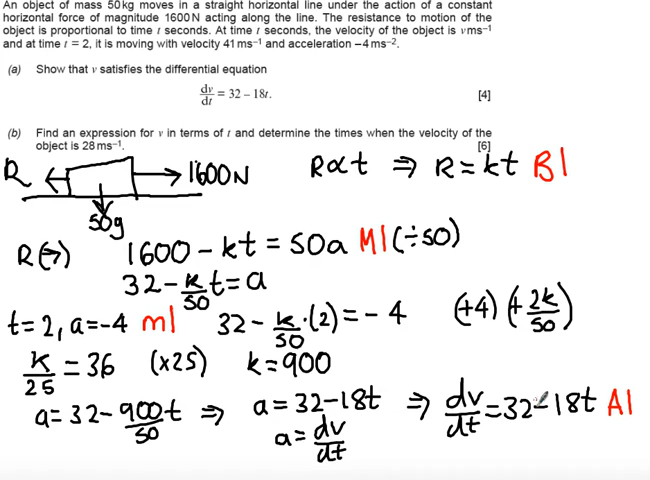 An object of mass 50 kg moves in a straight horizontal line under the action of a constant
horizontal force of magnitude 1600 N acting along the line. The resistance to motion of the
object is proportional to time t seconds. At time t seconds, the velocity of the object is v ms⁻¹
and at time t = 2, it is moving with velocity 41 ms⁻¹ and acceleration −4 ms⁻².
(a) Show that v satisfies the differential equation
dv/dt = 32 − 18t. [4]
(b) Find an expression for v in terms of t and determine the times when the velocity of the
object is 28 ms⁻¹. [6]
R 1600N R∝t ⇒ R=kt B1
50g
R(→) 1600 − kt = 50a M1 (÷50)
32 − k/50 t = a
t=2, a=-4 m1 32 − k/50 · (2) = −4 (+4) (+2k/50)
k/25 = 36 (×25) k=900
a = 32 − 900t/50 ⇒ a = 32−18t ⇒ dv/dt = 32−18t A1
a = dv/dt